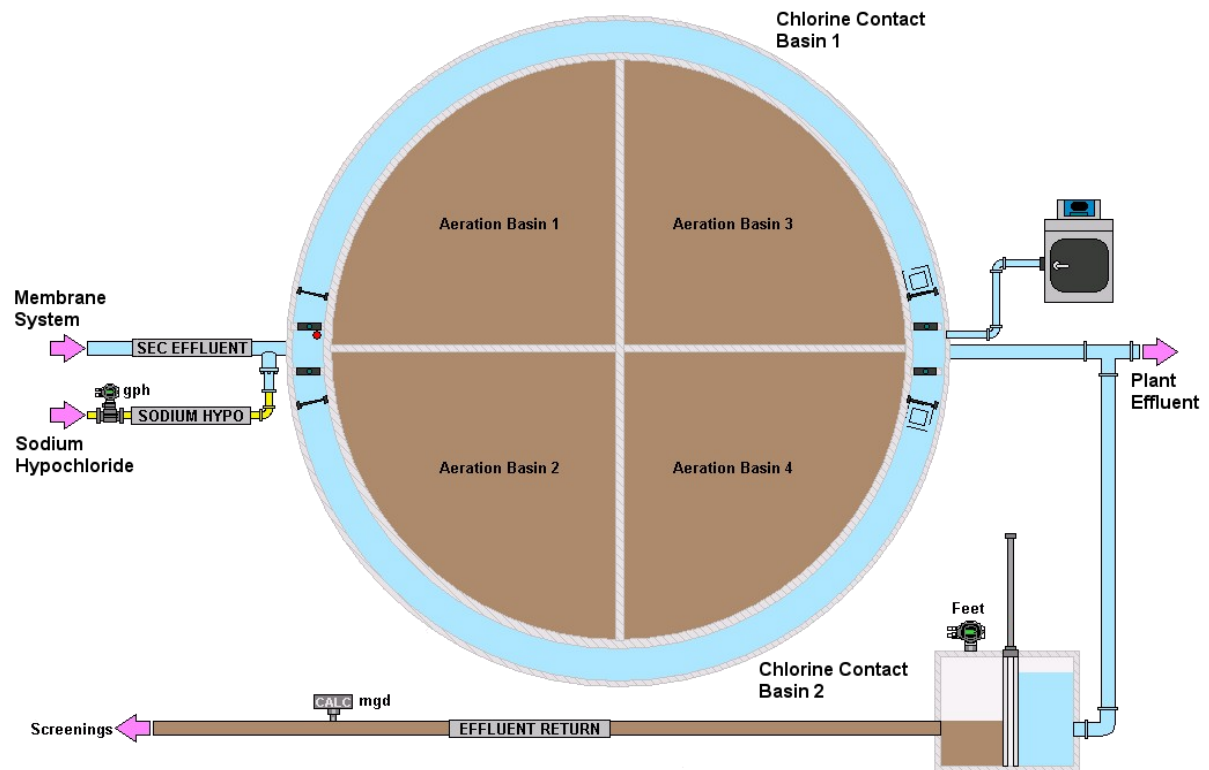 Chlorine Contact
Basin 1
Aeration Basin 1
Aeration Basin 3
Membrane
System
SEC EFFLUENT
gph
SODIUM HYPO
Sodium
Hypochloride
Plant
Effluent
Aeration Basin 2
Aeration Basin 4
Feet
Chlorine Contact
Basin 2
CALC
mgd
Screenings
EFFLUENT RETURN